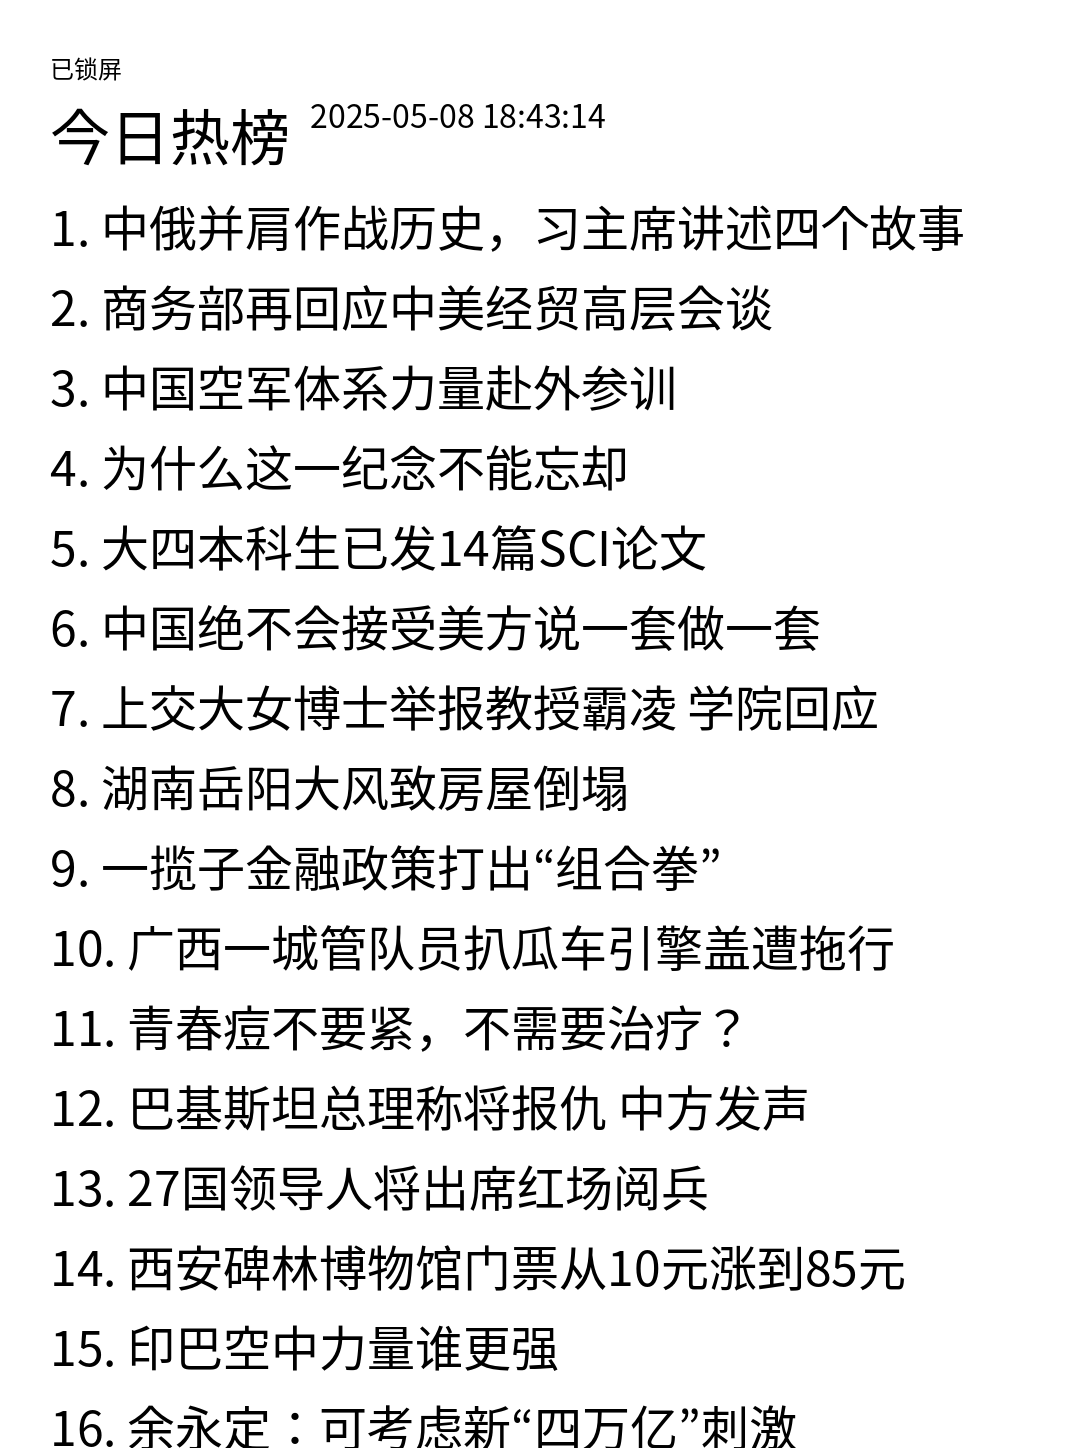 已锁屏
今日热榜 2025-05-08 18:43:14
1. 中俄并肩作战历史，习主席讲述四个故事
2. 商务部再回应中美经贸高层会谈
3. 中国空军体系力量赴外参训
4. 为什么这一纪念不能忘却
5. 大四本科生已发14篇SCI论文
6. 中国绝不会接受美方说一套做一套
7. 上交大女博士举报教授霸凌 学院回应
8. 湖南岳阳大风致房屋倒塌
9. 一揽子金融政策打出“组合拳”
10. 广西一城管队员扒瓜车引擎盖遭拖行
11. 青春痘不要紧，不需要治疗？
12. 巴基斯坦总理称将报仇 中方发声
13. 27国领导人将出席红场阅兵
14. 西安碑林博物馆门票从10元涨到85元
15. 印巴空中力量谁更强
16. 余永定：可考虑新“四万亿”刺激